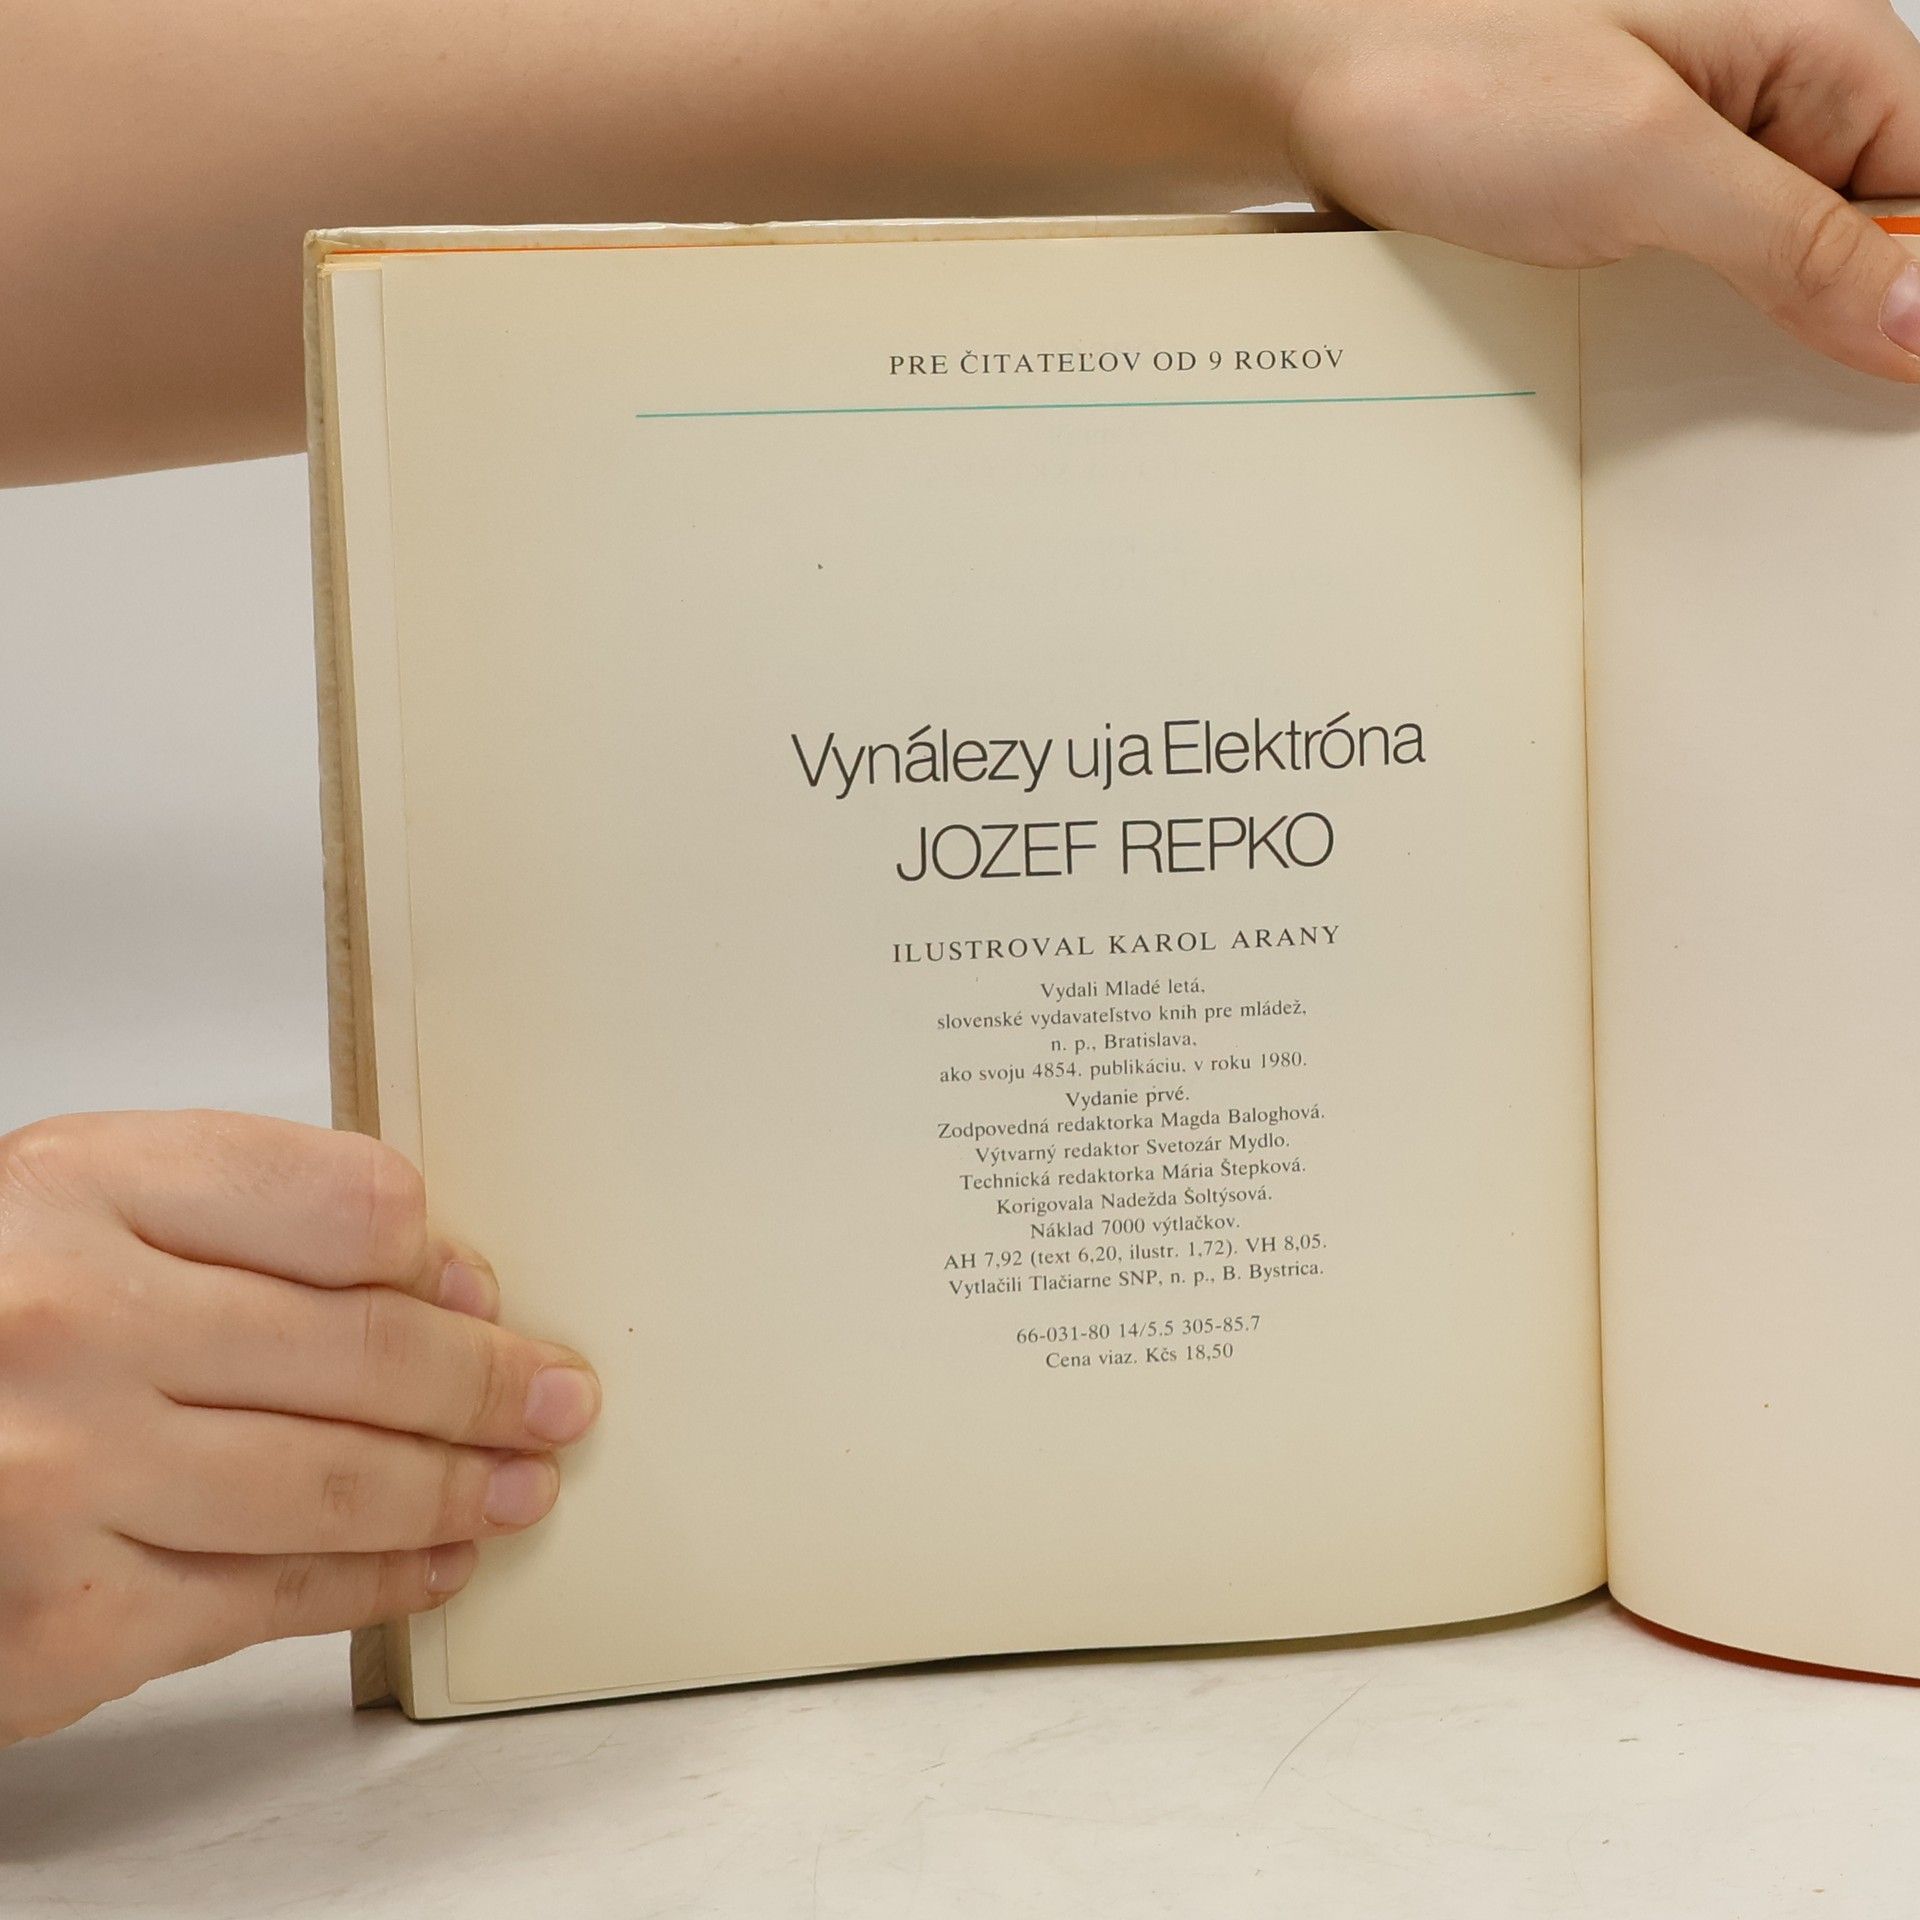 PRE ČITATEĽOV OD 9 ROKOV
Vynálezy uja Elektróna
JOZEF REPKO
ILUSTROVAL KAROL ARANY
Vydali Mladé letá,
slovenské vydavateľstvo kníh pre mládež,
n. p., Bratislava,
ako svoju 4854. publikáciu, v roku 1980.
Vydanie prvé.
Zodpovedná redaktorka Magda Baloghová.
Výtvarný redaktor Svetozár Mydlo.
Technická redaktorka Mária Štepková.
Korigovala Nadežda Šoltýsová.
Náklad 7000 výtlačkov.
AH 7,92 (text 6,20, ilustr. 1,72). VH 8,05.
Vytlačili Tlačiarne SNP, n. p., B. Bystrica.
66-031-80 14/5.5 305-85.7
Cena viaz. Kčs 18,50